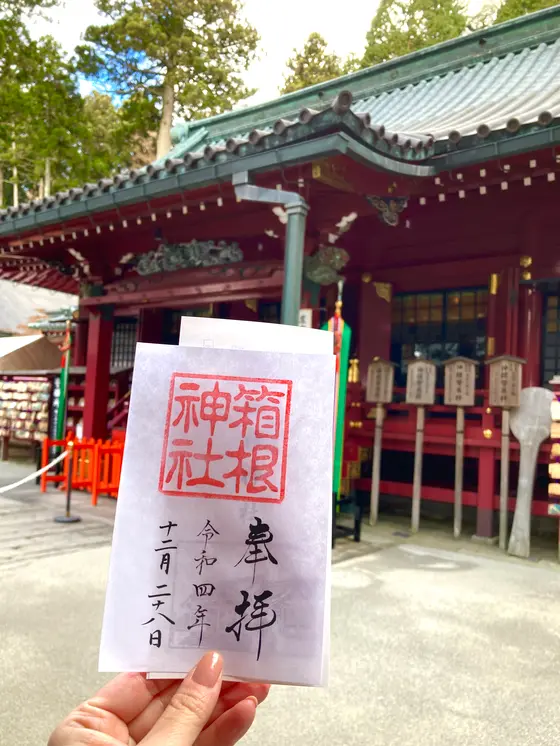 箱根
神社
奉拝
令和四年
十二月二十八日